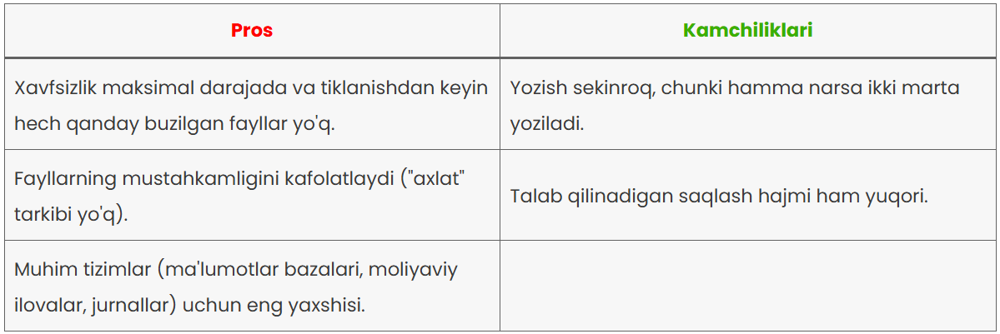 Pros
Kamchiliklari
Xavfsizlik maksimal darajada va tiklanishdan keyin
hech qanday buzilgan fayllar yo'q.
Yozish sekinroq, chunki hamma narsa ikki marta
yoziladi.
Fayllarning mustahkamligini kafolatlaydi ("axlat"
tarkibi yo'q).
Talab qilinadigan saqlash hajmi ham yuqori.
Muhim tizimlar (ma'lumotlar bazalari, moliyaviy
ilovalar, jurnallar) uchun eng yaxshisi.